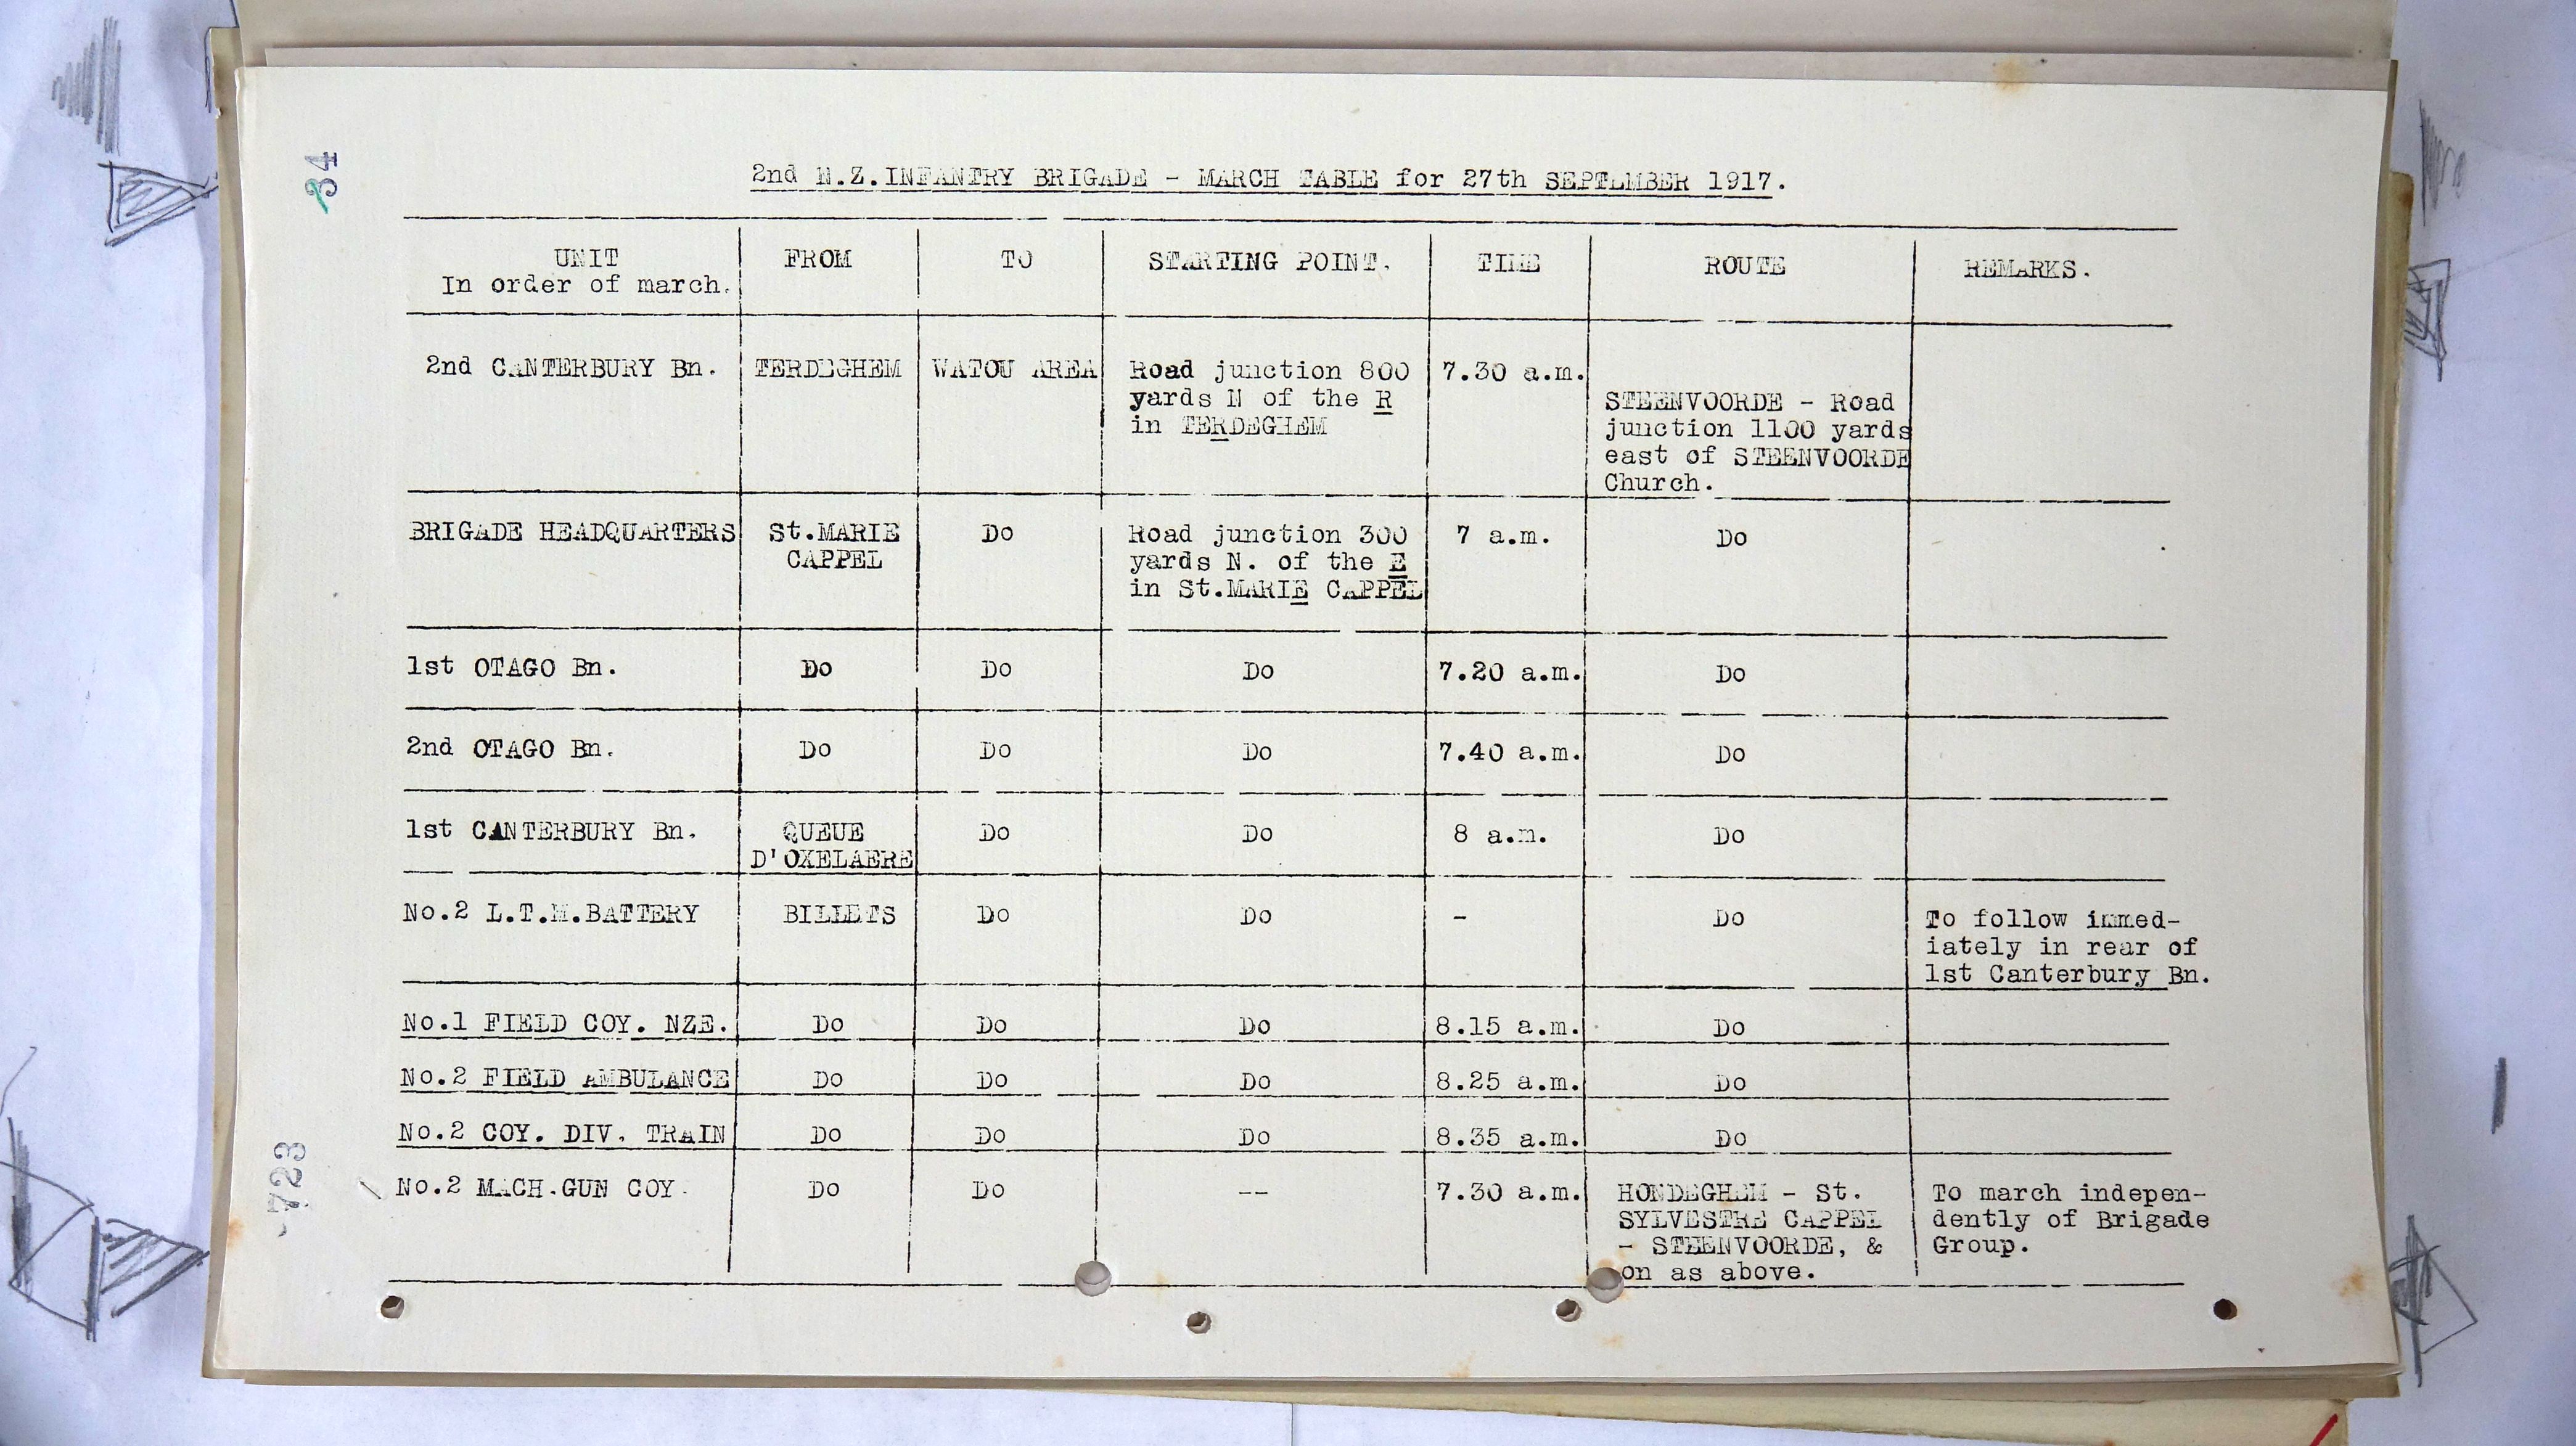 34
2nd N.Z.INFANTRY BRIGADE - MARCH TABLE for 27th SEPTEMBER 1917.
UNIT In order of march. FROM TO STARTING POINT. TIME ROUTE REMARKS.
2nd CANTERBURY Bn. TERDEGHEM WATOU AREA Road junction 800 7.30 a.m.
yards N of the R STEENVOORDE - Road
in TERDEGHEM junction 1100 yards
east of STEENVOORDE
Church.
BRIGADE HEADQUARTERS St.MARIE Do Road junction 300 7 a.m. Do
CAPPEL yards N. of the E
in St.MARIE CAPPEL
1st OTAGO Bn. Do Do Do 7.20 a.m. Do
2nd OTAGO Bn. Do Do Do 7.40 a.m. Do
1st CANTERBURY Bn. QUEUE Do Do 8 a.m. Do
D'OXELAERE
No.2 L.T.M.BATTERY BILLETS Do Do - Do To follow immed-
iately in rear of
1st Canterbury Bn.
No.1 FIELD COY. NZE. Do Do Do 8.15 a.m. Do
No.2 FIELD AMBULANCE Do Do Do 8.25 a.m. Do
No.2 COY. DIV. TRAIN Do Do Do 8.35 a.m. Do
No.2 MACH.GUN COY. Do Do -- 7.30 a.m. HONDEGHEM - St. To march indepen-
SYLVESTRE CAPPEL dently of Brigade
- STEENVOORDE, & Group.
on as above.
723